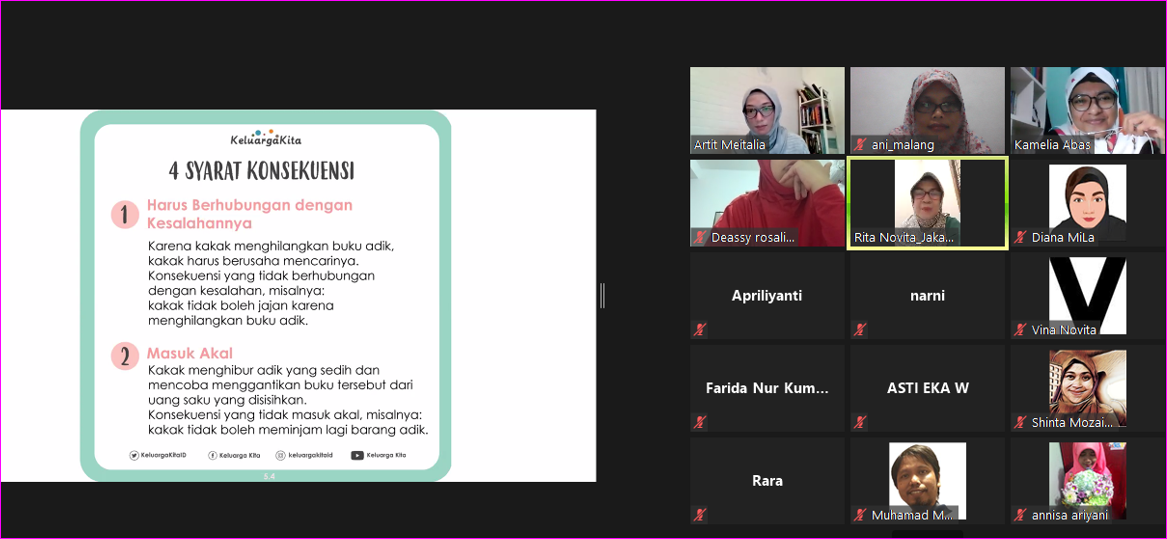 KeluargaKita
4 SYARAT KONSEKUENSI
1
Harus Berhubungan dengan
Kesalahannya
Karena kakak menghilangkan buku adik,
kakak harus berusaha mencarinya.
Konsekuensi yang tidak berhubungan
dengan kesalahan, misalnya:
kakak tidak boleh jajan karena
menghilangkan buku adik.
2
Masuk Akal
Kakak menghibur adik yang sedih dan
mencoba menggantikan buku tersebut dari
uang saku yang disisihkan.
Konsekuensi yang tidak masuk akal, misalnya:
kakak tidak boleh meminjam lagi barang adik.
KeluargaKitaID
Keluarga Kita
keluargakitaid
Keluarga Kita
5.4
Artit Meitalia
ani_malang
Kamelia Abas
Deassy rosali...
Rita Novita_Jaka...
Diana MiLa
Apriliyanti
narni
Vina Novita
Farida Nur Kum...
ASTI EKA W
Shinta Mozai...
Rara
Muhamad M...
annisa ariyani